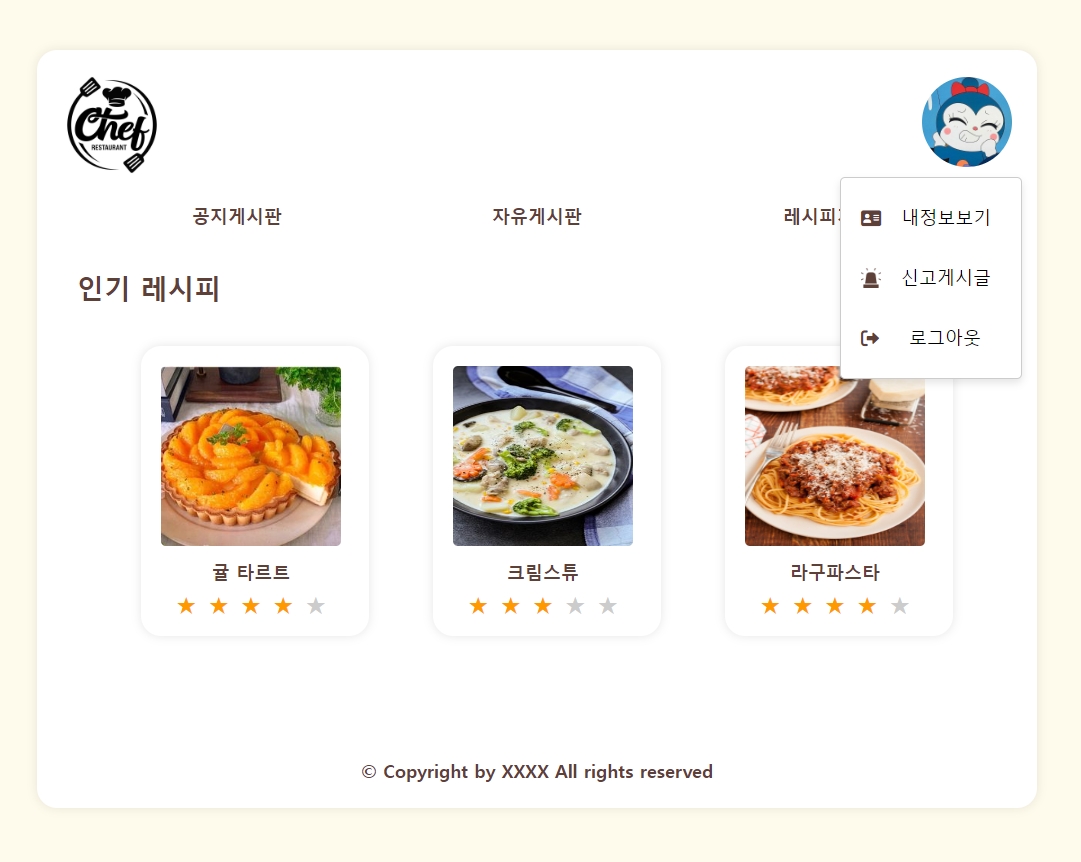 Chef
RESTAURANT
공지게시판
자유게시판
레시피
내정보보기
신고게시글
로그아웃
인기 레시피
귤 타르트
크림스튜
라구파스타
© Copyright by XXXX All rights reserved